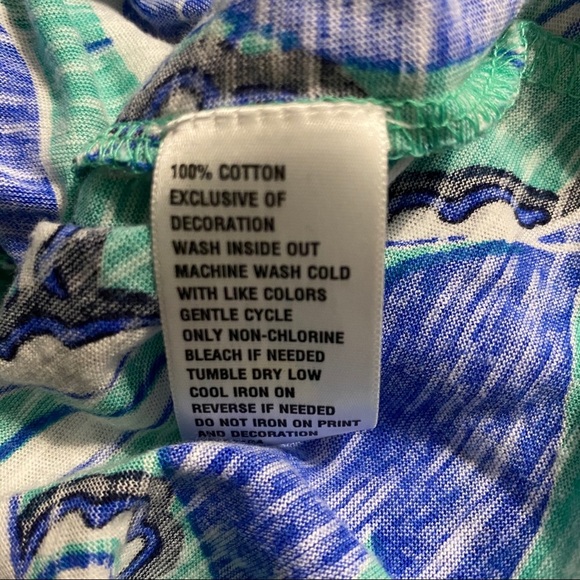 100% COTTON
EXCLUSIVE OF
DECORATION
WASH INSIDE OUT
MACHINE WASH COLD
WITH LIKE COLORS
GENTLE CYCLE
ONLY NON-CHLORINE
BLEACH IF NEEDED
TUMBLE DRY LOW
COOL IRON ON
REVERSE IF NEEDED
DO NOT IRON ON PRINT
AND DECORATION